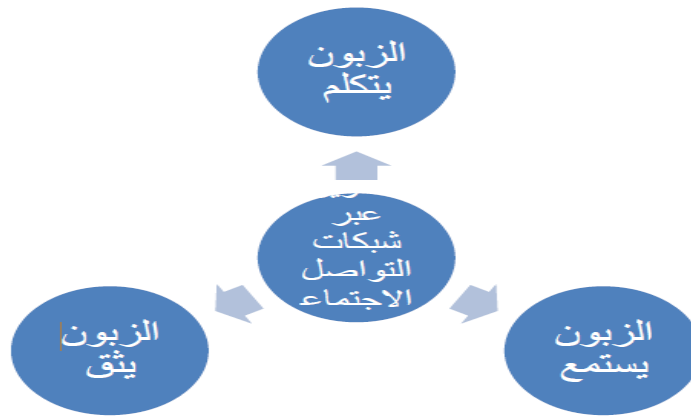 الزبون
يتكلم
عبر
شبكات
التواصل
الاجتماع
الزبون
يستمع
الزبون
يثق